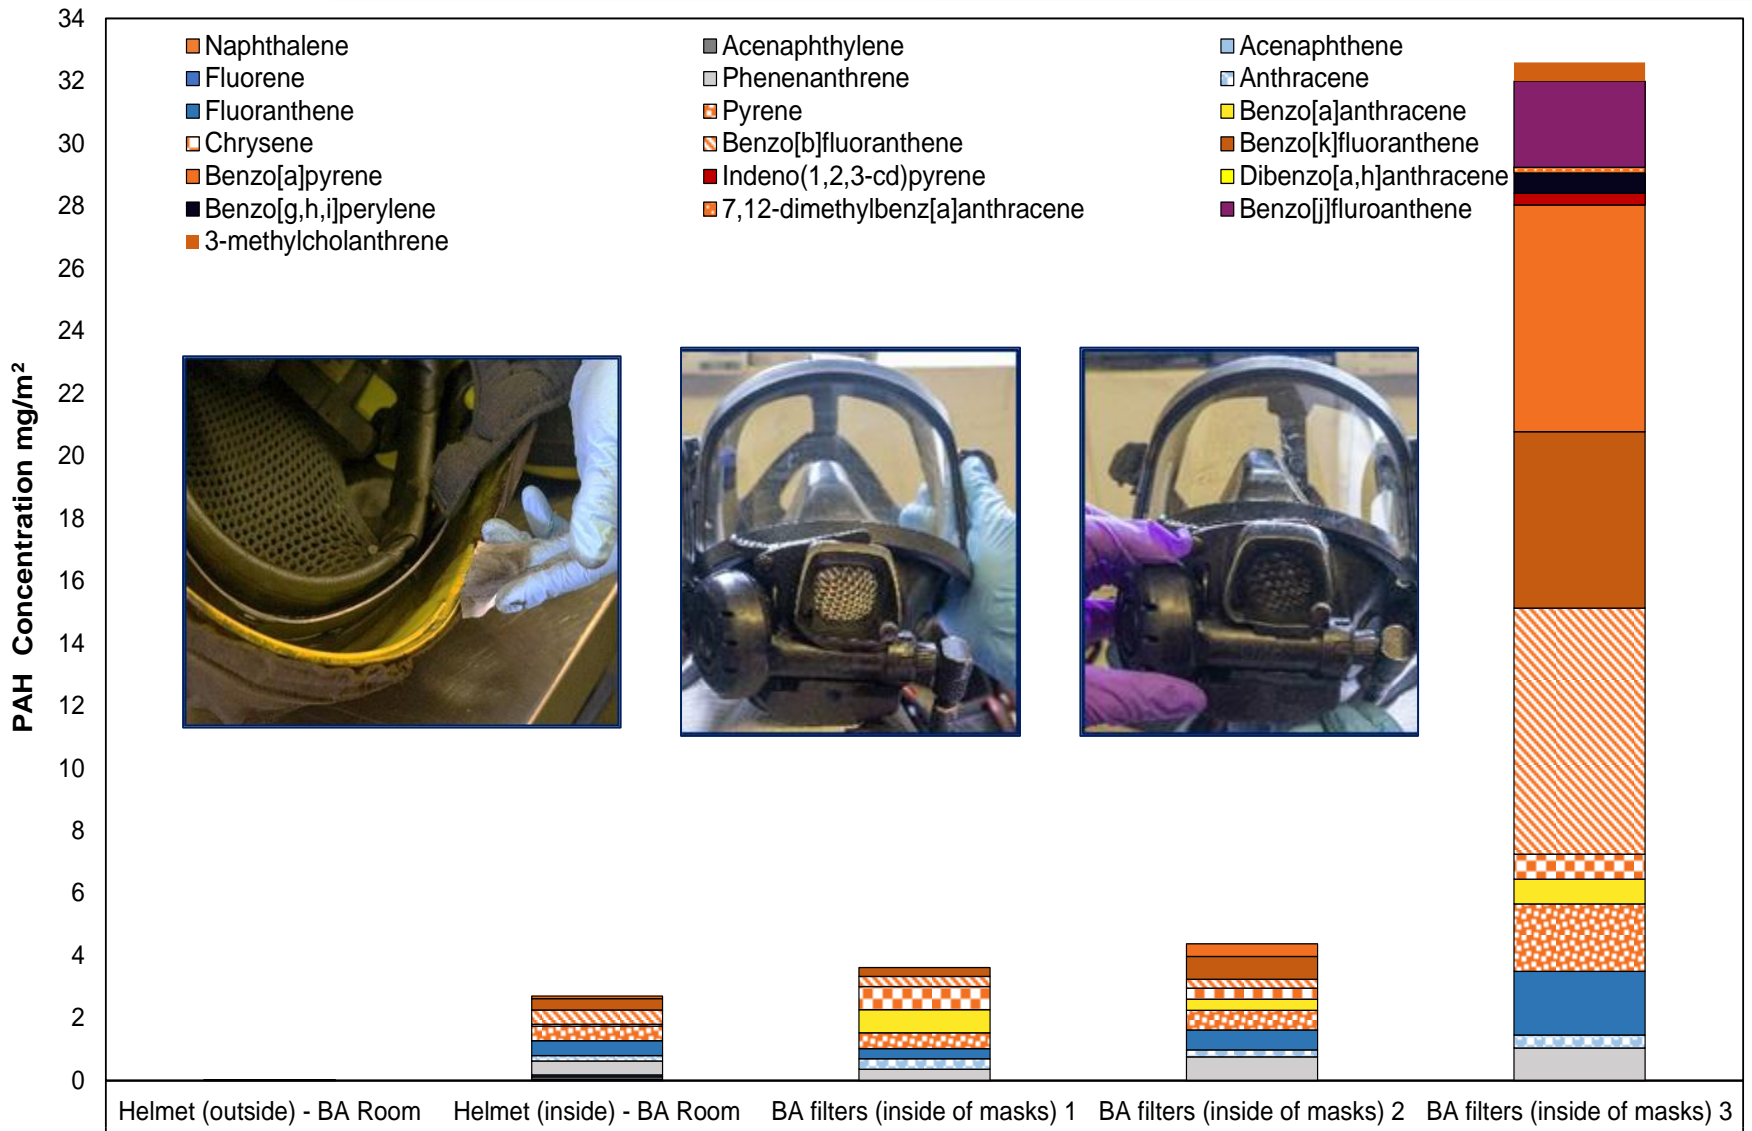 34
32
30
28
26
24
22
20
18
16
14
12
10
8
6
4
2
0
PAH Concentration mg/m²
Naphthalene Acenaphthylene Acenaphthene
Fluorene Phenenanthrene Anthracene
Fluoranthene Pyrene Benzo[a]anthracene
Chrysene Benzo[b]fluoranthene Benzo[k]fluoranthene
Benzo[a]pyrene Indeno(1,2,3-cd)pyrene Dibenzo[a,h]anthracene
Benzo[g,h,i]perylene 7,12-dimethylbenz[a]anthracene Benzo[j]fluroanthene
3-methylcholanthrene
Helmet (outside) - BA Room Helmet (inside) - BA Room BA filters (inside of masks) 1 BA filters (inside of masks) 2 BA filters (inside of masks) 3